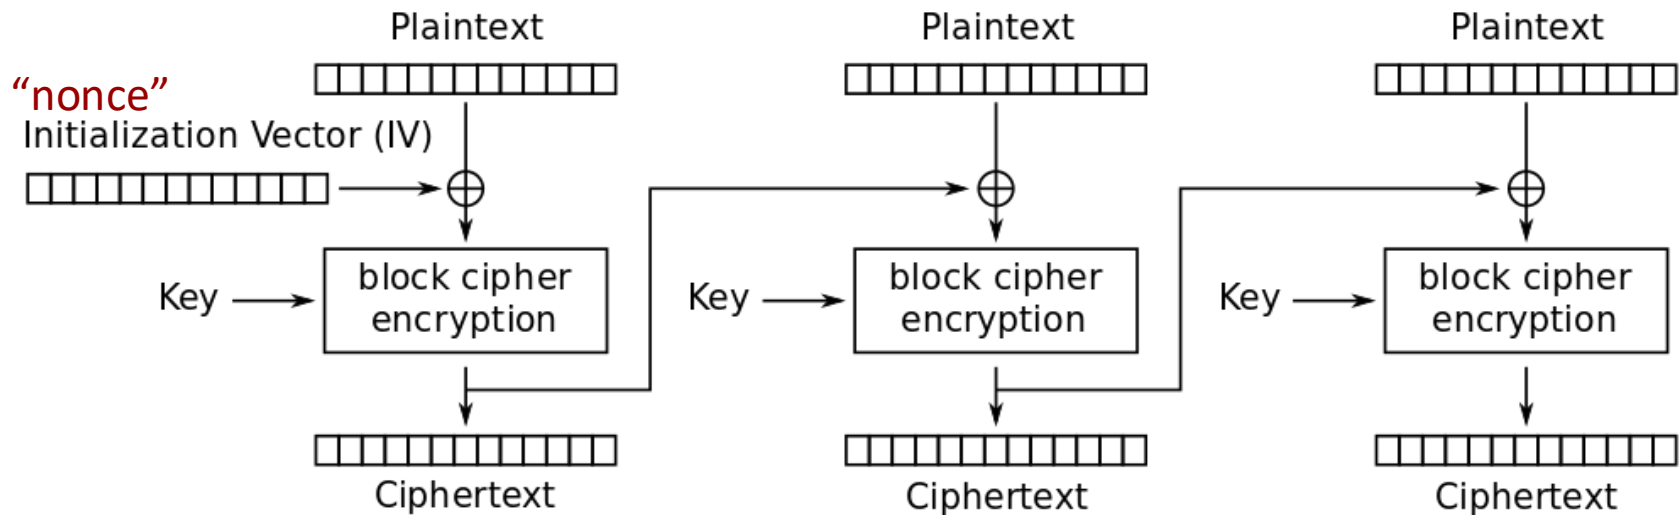 Plaintext
Plaintext
Plaintext
“nonce”
Initialization Vector (IV)
Key
block cipher
encryption
Key
block cipher
encryption
Key
block cipher
encryption
Ciphertext
Ciphertext
Ciphertext